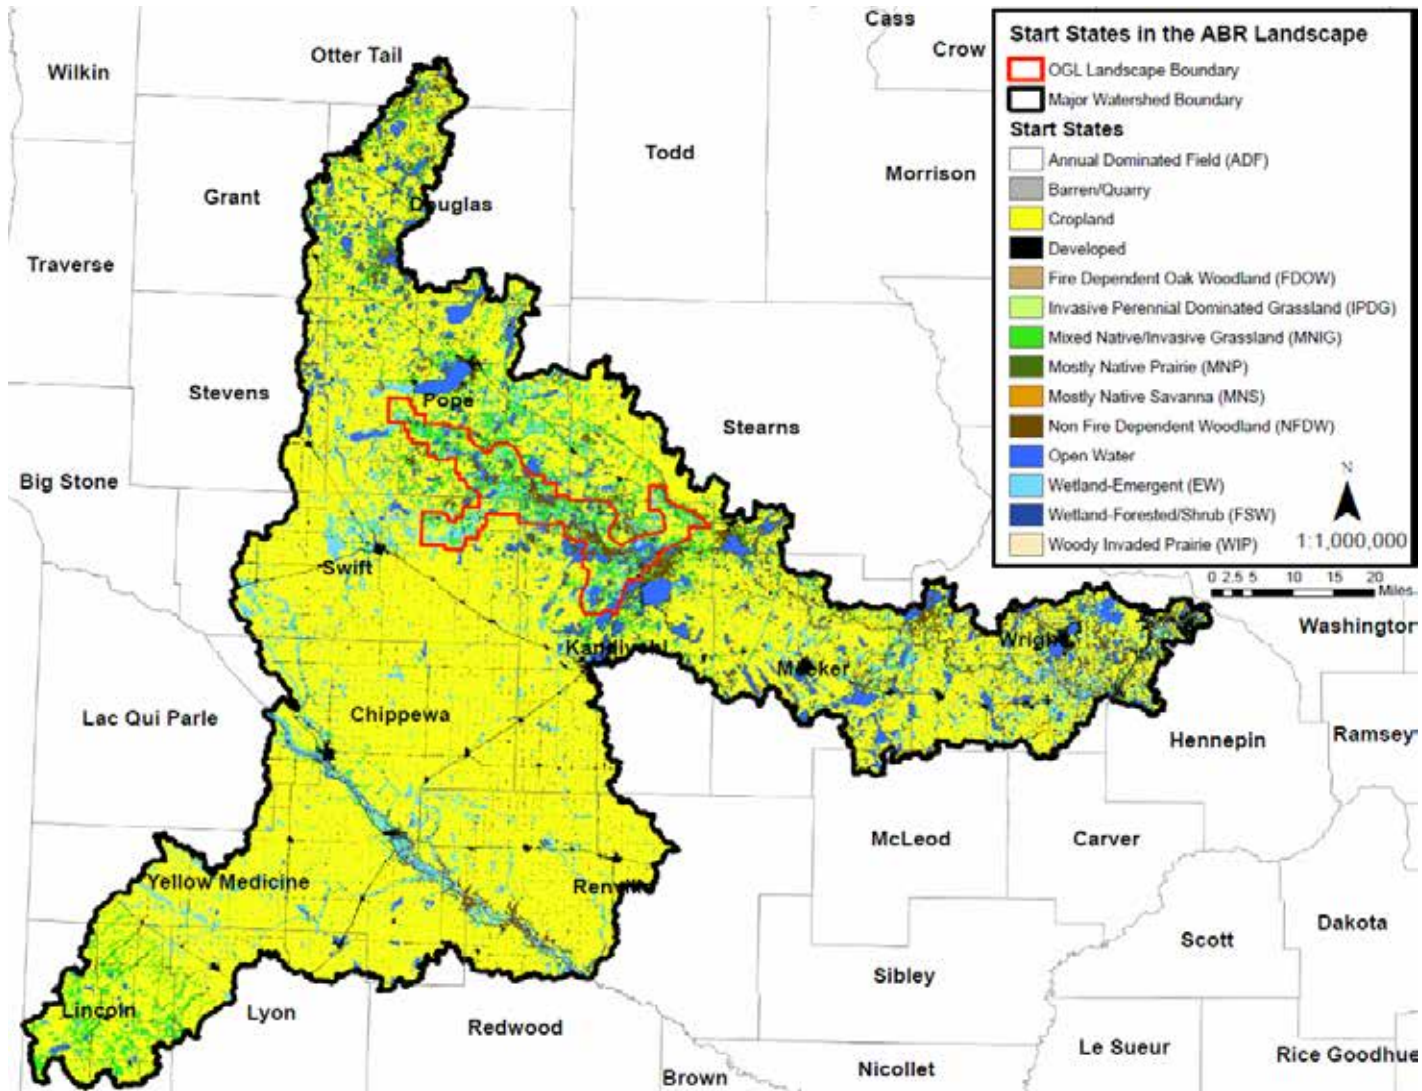 Cass
Crow
Otter Tail
Wilkin
Todd
Morrison
Grant
Douglas
Traverse
Stevens
Pope
Stearns
Big Stone
Swift
Kandiyohi
Meeker
Wright
Washington
Lac Qui Parle
Chippewa
Hennepin
Ramsey
McLeod
Carver
Yellow Medicine
Renville
Dakota
Scott
Sibley
Lincoln
Lyon
Redwood
Le Sueur
Rice Goodhue
Nicollet
Brown
Start States in the ABR Landscape
OGL Landscape Boundary
Major Watershed Boundary
Start States
Annual Dominated Field (ADF)
Barren/Quarry
Cropland
Developed
Fire Dependent Oak Woodland (FDOW)
Invasive Perennial Dominated Grassland (IPDG)
Mixed Native/Invasive Grassland (MNIG)
Mostly Native Prairie (MNP)
Mostly Native Savanna (MNS)
Non Fire Dependent Woodland (NFDW)
Open Water
Wetland-Emergent (EW)
Wetland-Forested/Shrub (FSW)
Woody Invaded Prairie (WIP)
N
1:1,000,000
0 2.5 5 10 15 20
Miles